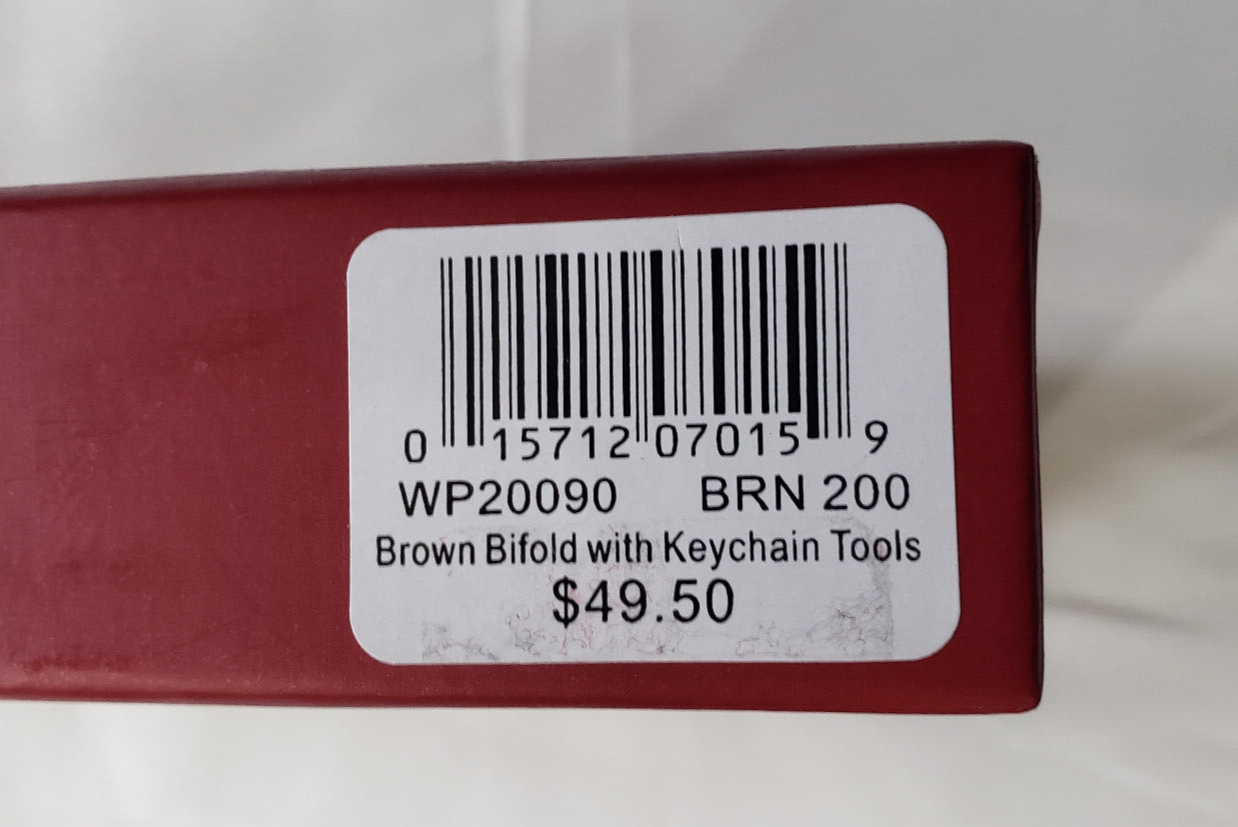 0 15712 07015 9
WP20090 BRN 200
Brown Bifold with Keychain Tools
$49.50